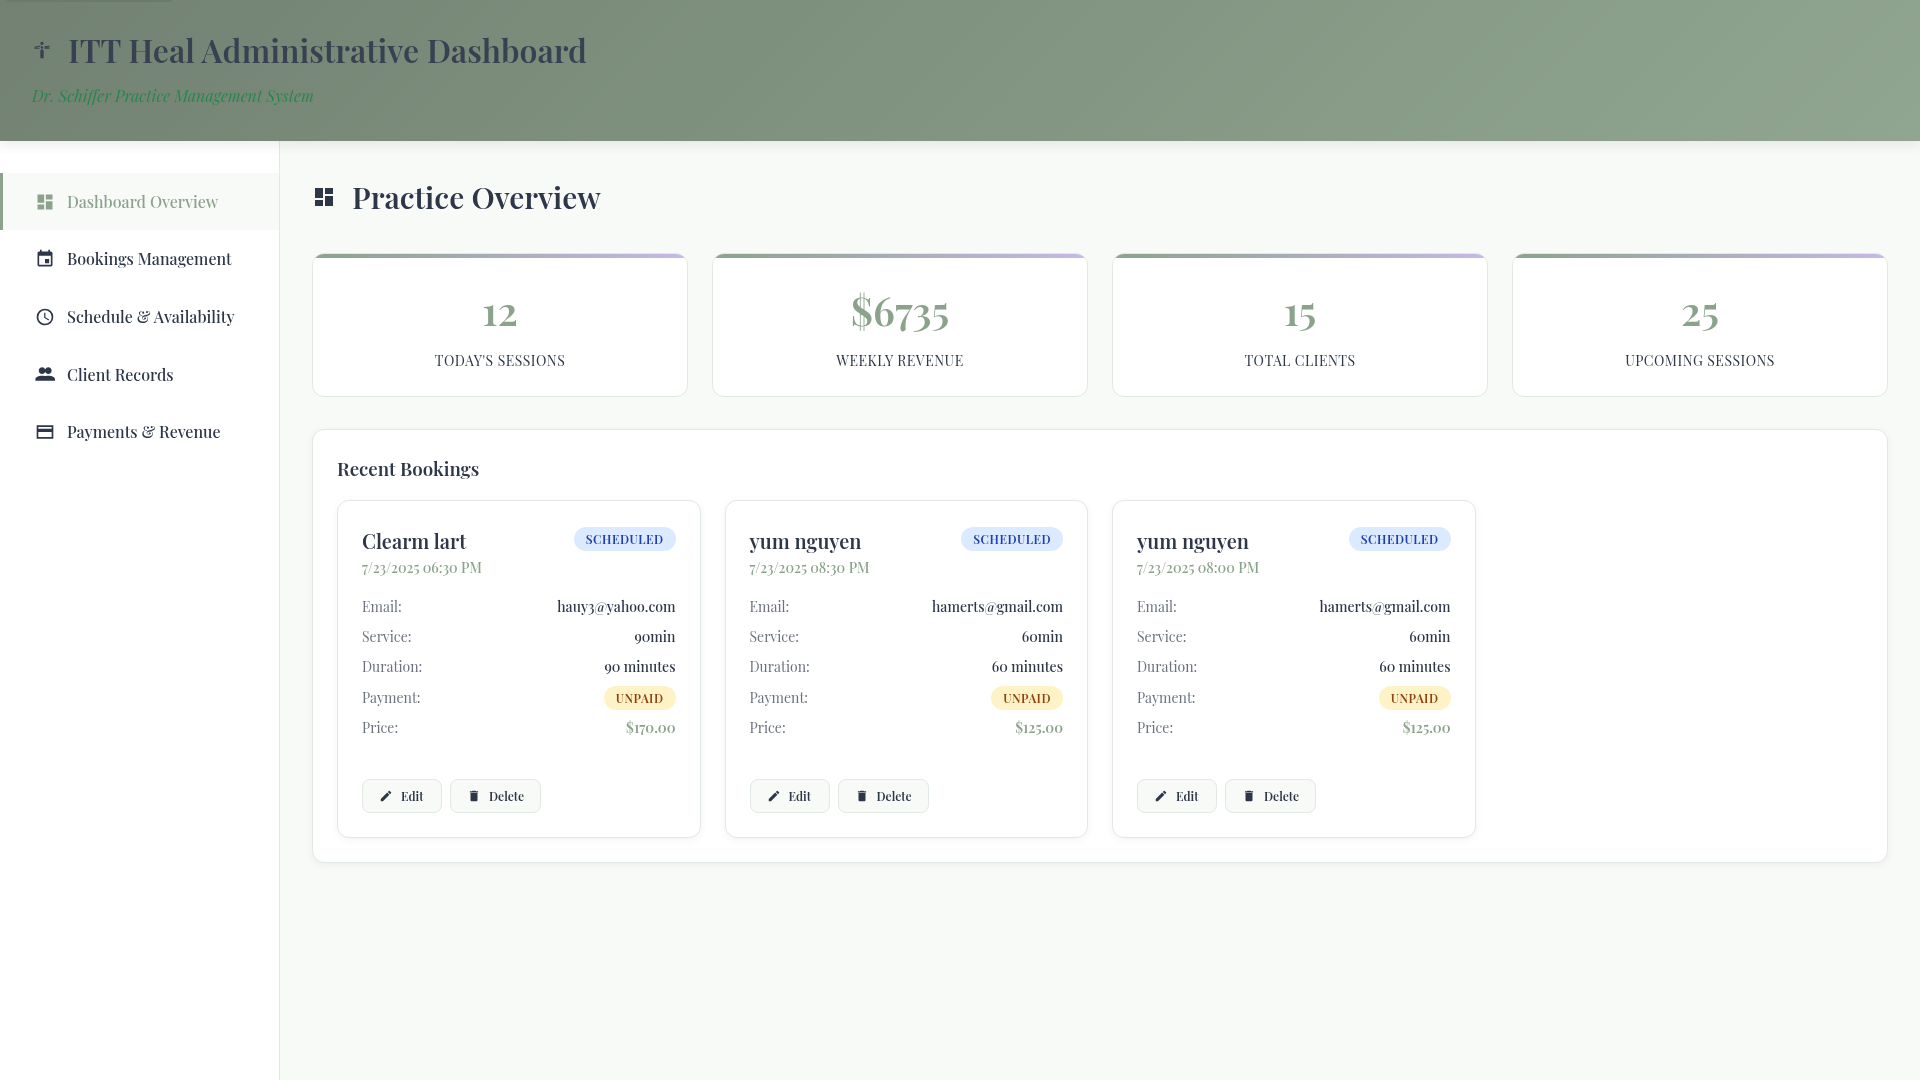 ITT Heal Administrative Dashboard
Dr. Schiffer Practice Management System
Dashboard Overview
Bookings Management
Schedule & Availability
Client Records
Payments & Revenue
Practice Overview
12
TODAY'S SESSIONS
$6735
WEEKLY REVENUE
15
TOTAL CLIENTS
25
UPCOMING SESSIONS
Recent Bookings
Clearm lart SCHEDULED
7/23/2025 06:30 PM
Email: hauy3@yahoo.com
Service: 90min
Duration: 90 minutes
Payment: UNPAID
Price: $170.00
Edit Delete
yum nguyen SCHEDULED
7/23/2025 08:30 PM
Email: hamerts@gmail.com
Service: 60min
Duration: 60 minutes
Payment: UNPAID
Price: $125.00
Edit Delete
yum nguyen SCHEDULED
7/23/2025 08:00 PM
Email: hamerts@gmail.com
Service: 60min
Duration: 60 minutes
Payment: UNPAID
Price: $125.00
Edit Delete